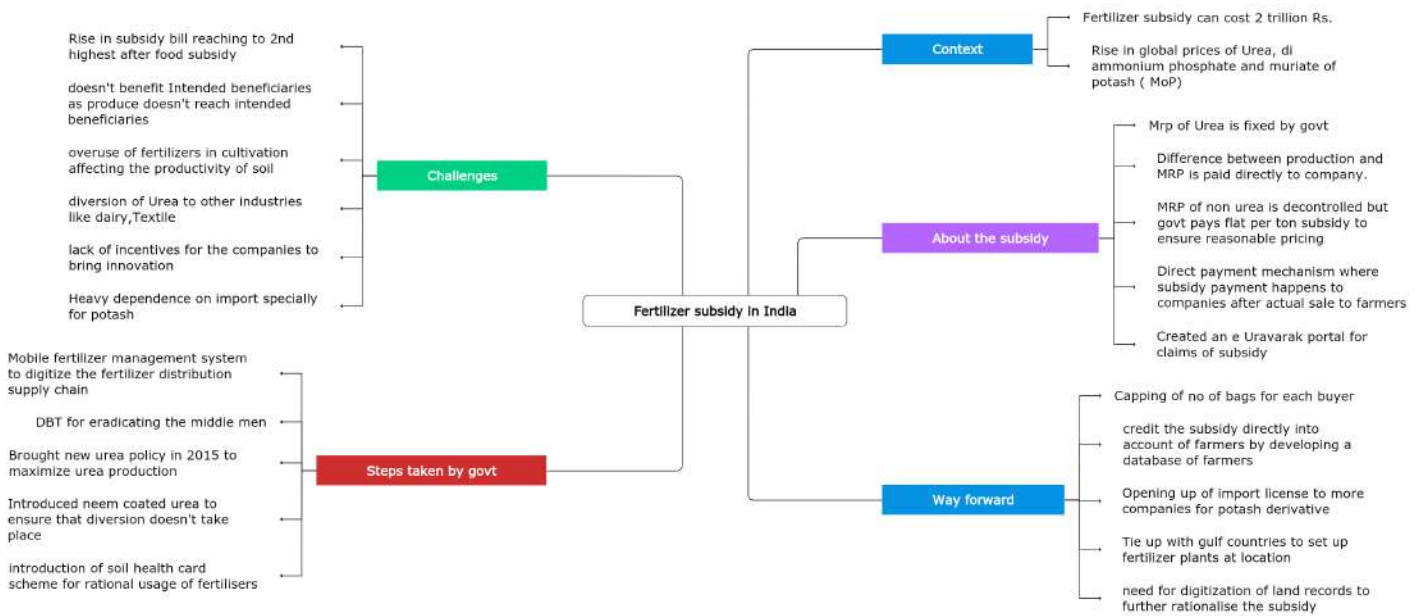 Fertilizer subsidy in India
Context
Fertilizer subsidy can cost 2 trillion Rs.
Rise in global prices of Urea, di
ammonium phosphate and muriate of
potash ( MoP)
About the subsidy
Mrp of Urea is fixed by govt
Difference between production and
MRP is paid directly to company.
MRP of non urea is decontrolled but
govt pays flat per ton subsidy to
ensure reasonable pricing
Direct payment mechanism where
subsidy payment happens to
companies after actual sale to farmers
Created an e Uravarak portal for
claims of subsidy
Way forward
Capping of no of bags for each buyer
credit the subsidy directly into
account of farmers by developing a
database of farmers
Opening up of import license to more
companies for potash derivative
Tie up with gulf countries to set up
fertilizer plants at location
need for digitization of land records to
further rationalise the subsidy
Challenges
Rise in subsidy bill reaching to 2nd
highest after food subsidy
doesn't benefit Intended beneficiaries
as produce doesn't reach intended
beneficiaries
overuse of fertilizers in cultivation
affecting the productivity of soil
diversion of Urea to other industries
like dairy,Textile
lack of incentives for the companies to
bring innovation
Heavy dependence on import specially
for potash
Steps taken by govt
Mobile fertilizer management system
to digitize the fertilizer distribution
supply chain
DBT for eradicating the middle men
Brought new urea policy in 2015 to
maximize urea production
Introduced neem coated urea to
ensure that diversion doesn't take
place
introduction of soil health card
scheme for rational usage of fertilisers